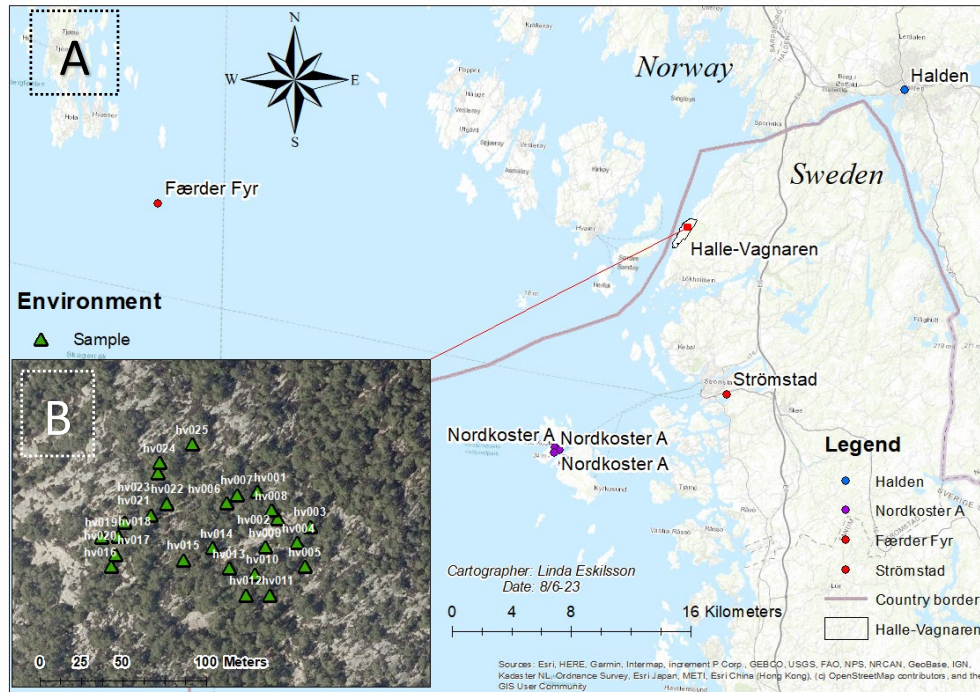 A
N
W E
S
Norway
Halden
Sweden
Færder Fyr
Halle-Vagnaren
Environment
Sample
Skagerrak
B
hv025
hv024
hv023 hv022 hv006 hv007 hv001
hv008
hv021
hv019 hv018 hv002 hv003
hv020 hv017 hv014 hv009 hv004
hv016 hv015 hv013 hv010 hv005
hv012 hv011
0 25 50 100 Meters
Strömstad
Nordkoster A Nordkoster A
Nordkoster A
Legend
Halden
Nordkoster A
Færder Fyr
Strömstad
Country border
Halle-Vagnaren
Cartographer: Linda Eskilsson
Date: 8/6-23
0 4 8 16 Kilometers
Sources: Esri, HERE, Garmin, Intermap, increment P Corp., GEBCO, USGS, FAO, NPS, NRCAN, GeoBase, IGN,
Kadaster NL, Ordnance Survey, Esri Japan, METI, Esri China (Hong Kong), (c) OpenStreetMap contributors, and the
GIS User Community